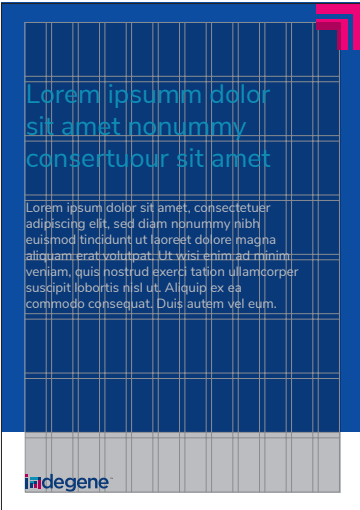 Lorem ipsumm dolor
sit amet nonummy
consertuour sit amet
Lorem ipsum dolor sit amet, consectetuer
adipiscing elit, sed diam nonummy nibh
euismod tincidunt ut laoreet dolore magna
aliquam erat volutpat. Ut wisi enim ad minim
veniam, quis nostrud exerci tation ullamcorper
suscipit lobortis nisl ut. Aliquip ex ea
commodo consequat. Duis autem vel eum.
indegene™